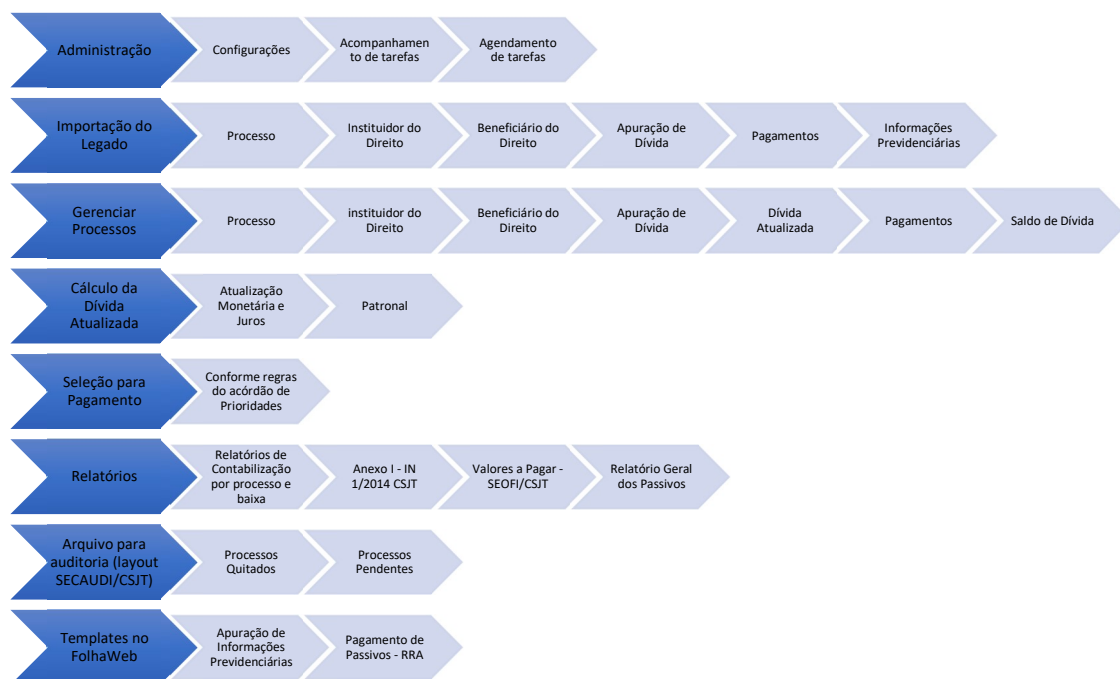 Administração
Configurações
Acompanhamen
to de tarefas
Agendamento
de tarefas
Importação do
Legado
Processo
Instituidor do
Direito
Beneficiário do
Direito
Apuração de
Dívida
Pagamentos
Informações
Previdenciárias
Gerenciar
Processos
Processo
instituidor do
Direito
Beneficiário do
Direito
Apuração de
Dívida
Dívida
Atualizada
Pagamentos
Saldo de Dívida
Cálculo da
Dívida
Atualizada
Atualização
Monetária e
Juros
Patronal
Seleção para
Pagamento
Conforme regras
do acórdão de
Prioridades
Relatórios
Relatórios de
Contabilização
por processo e
baixa
Anexo I - IN
1/2014 CSJT
Valores a Pagar -
SEOFI/CSJT
Relatório Geral
dos Passivos
Arquivo para
auditoria (layout
SECAUDI/CSJT)
Processos
Quitados
Processos
Pendentes
Templates no
FolhaWeb
Apuração de
Informações
Previdenciárias
Pagamento de
Passivos - RRA